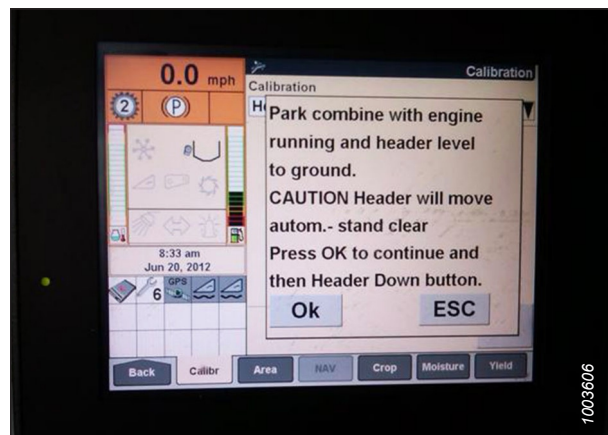 0.0 mph
Calibration
Calibration
2 P
He
Park combine with engine
running and header level
to ground.
CAUTION Header will move
autom.- stand clear
Press OK to continue and
then Header Down button.
Ok ESC
8:33 am
Jun 20, 2012
6 GPS
Back Calibr Area NAV Crop Moisture Yield
1003606